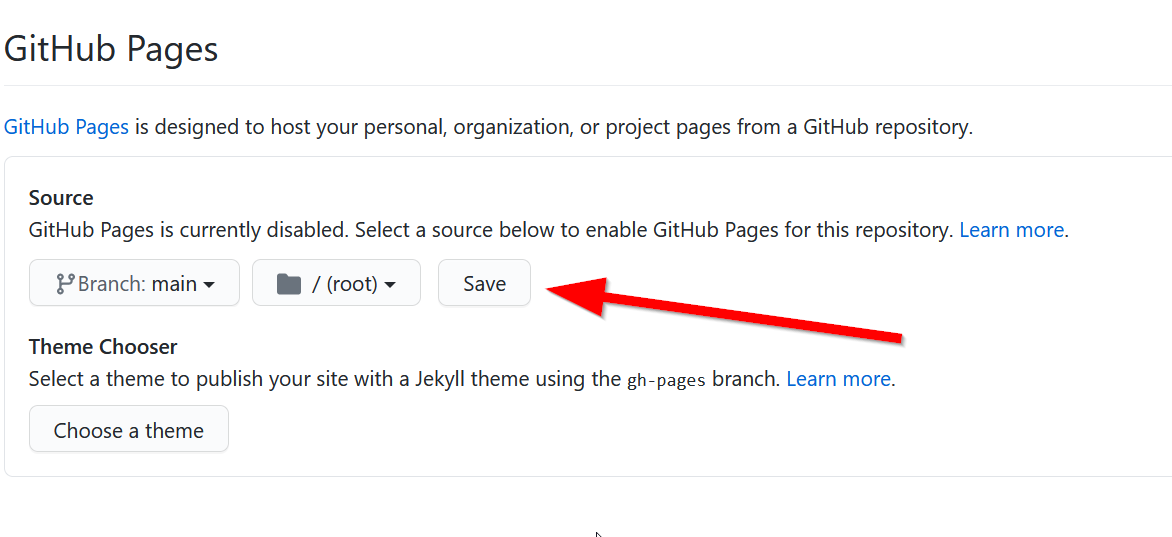 GitHub Pages
GitHub Pages is designed to host your personal, organization, or project pages from a GitHub repository.
Source
GitHub Pages is currently disabled. Select a source below to enable GitHub Pages for this repository. Learn more.
Branch: main / (root) Save
Theme Chooser
Select a theme to publish your site with a Jekyll theme using the gh-pages branch. Learn more.
Choose a theme